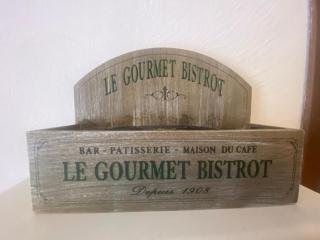 LE GOURMET BISTROT
BAR - PATISSERIE - MAISON DU CAFE
LE GOURMET BISTROT
Depuis 1908